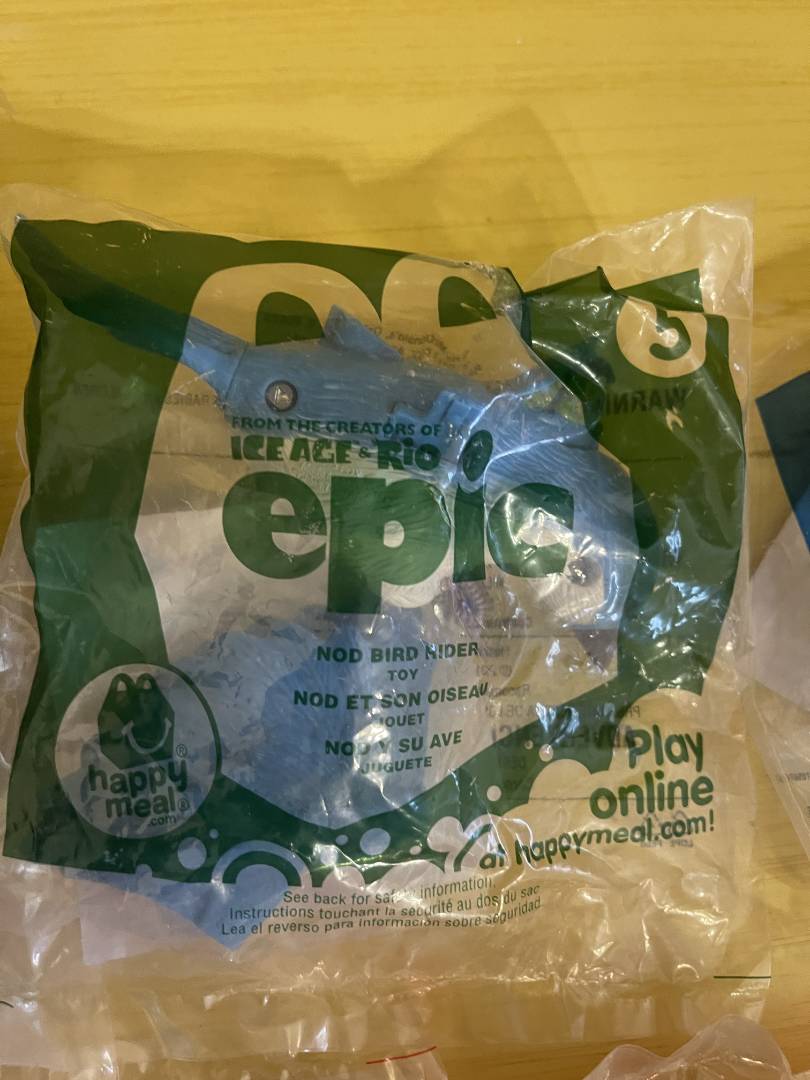 5
WARNIN
FROM THE CREATORS OF
ICE AGE & RIO
epic
NOD BIRD RIDER
TOY
NOD ET SON OISEAU
JOUET
NOD Y SU AVE
JUGUETE
happy
meal®
.com
®
Play
online
at happymeal.com!
See back for safety information.
Instructions touchant la sécurité au dos du sac
Lea el reverso para información sobre seguridad